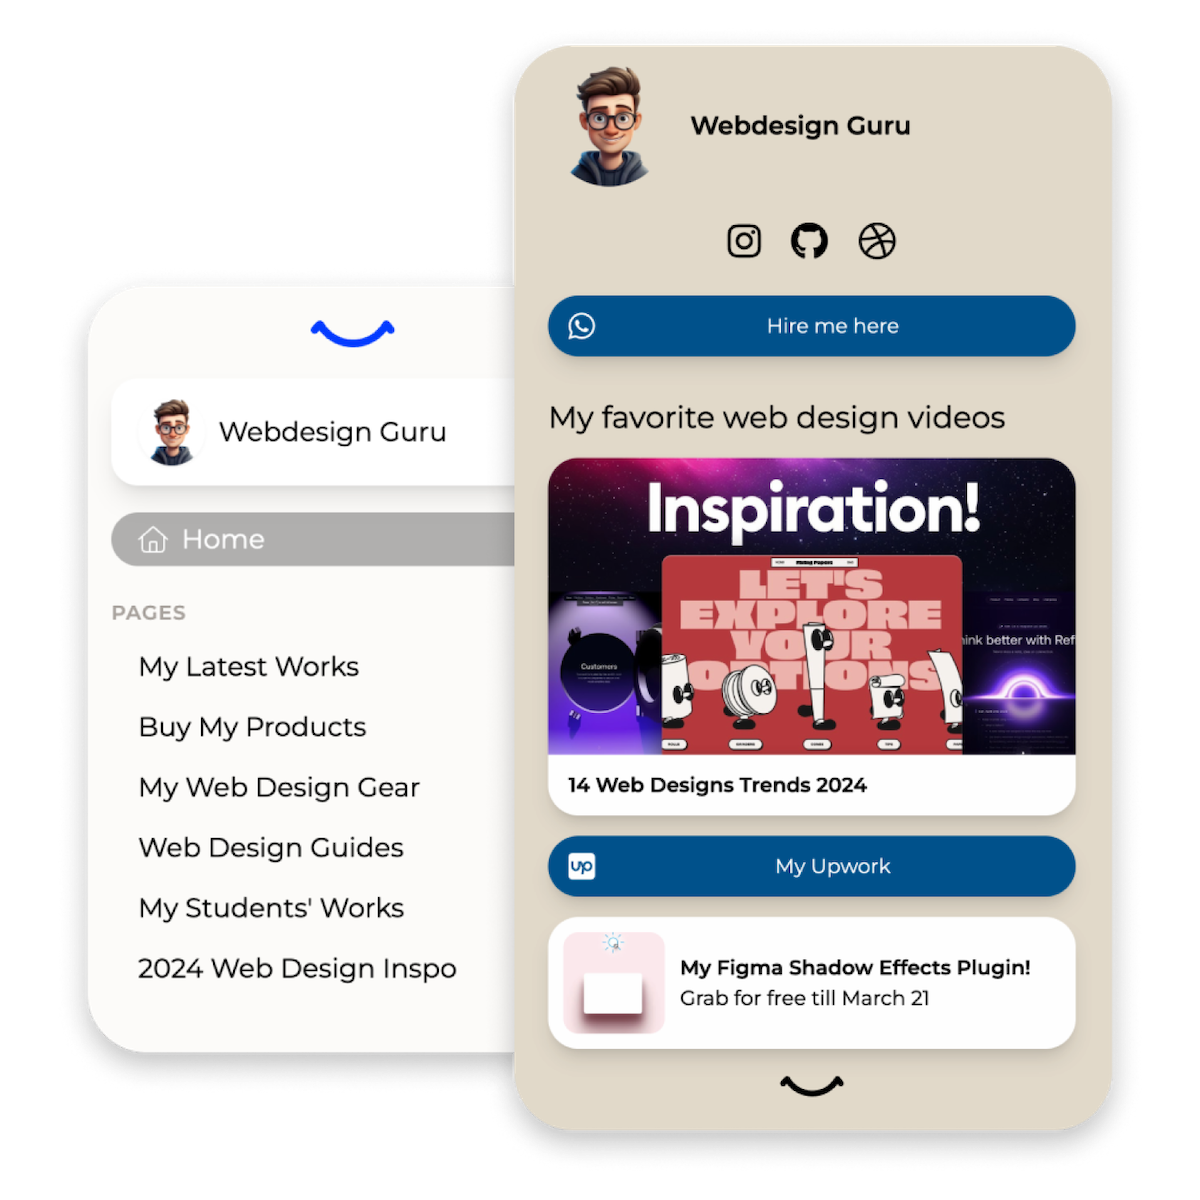 Webdesign Guru
Home
PAGES
My Latest Works
Buy My Products
My Web Design Gear
Web Design Guides
My Students' Works
2024 Web Design Inspo
Webdesign Guru
Hire me here
My favorite web design videos
Inspiration!
LET'S
EXPLORE
YOUR
OPTIONS
Customers
ink better with Ref
14 Web Designs Trends 2024
up
My Upwork
My Figma Shadow Effects Plugin!
Grab for free till March 21